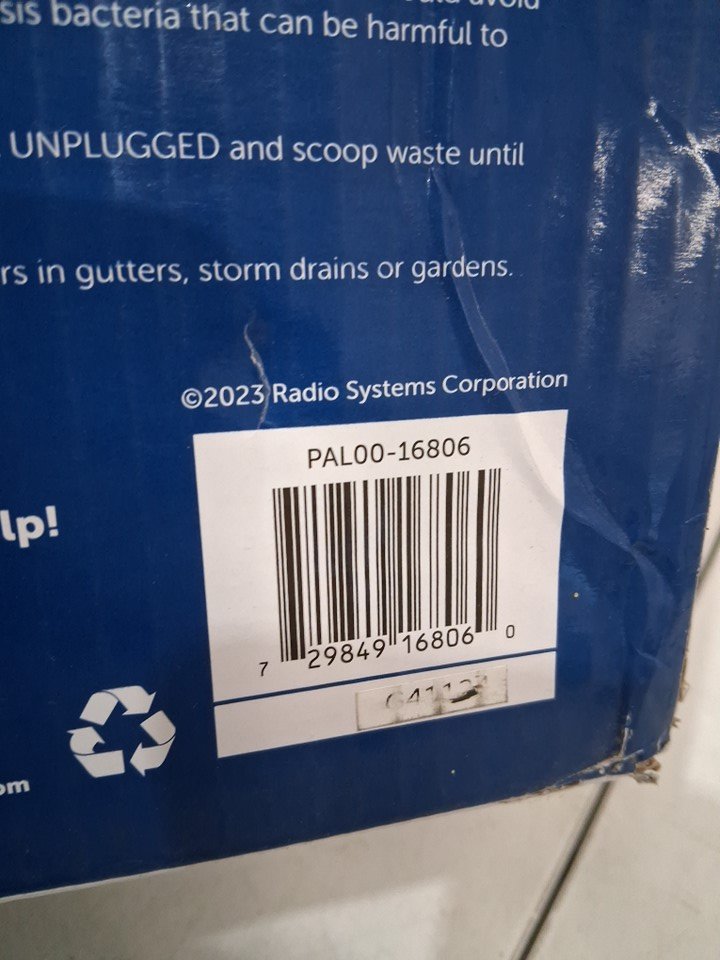 sis bacteria that can be harmful to
UNPLUGGED and scoop waste until
rs in gutters, storm drains or gardens.
©2023 Radio Systems Corporation
PAL00-16806
lp!
7 29849 16806 0
om